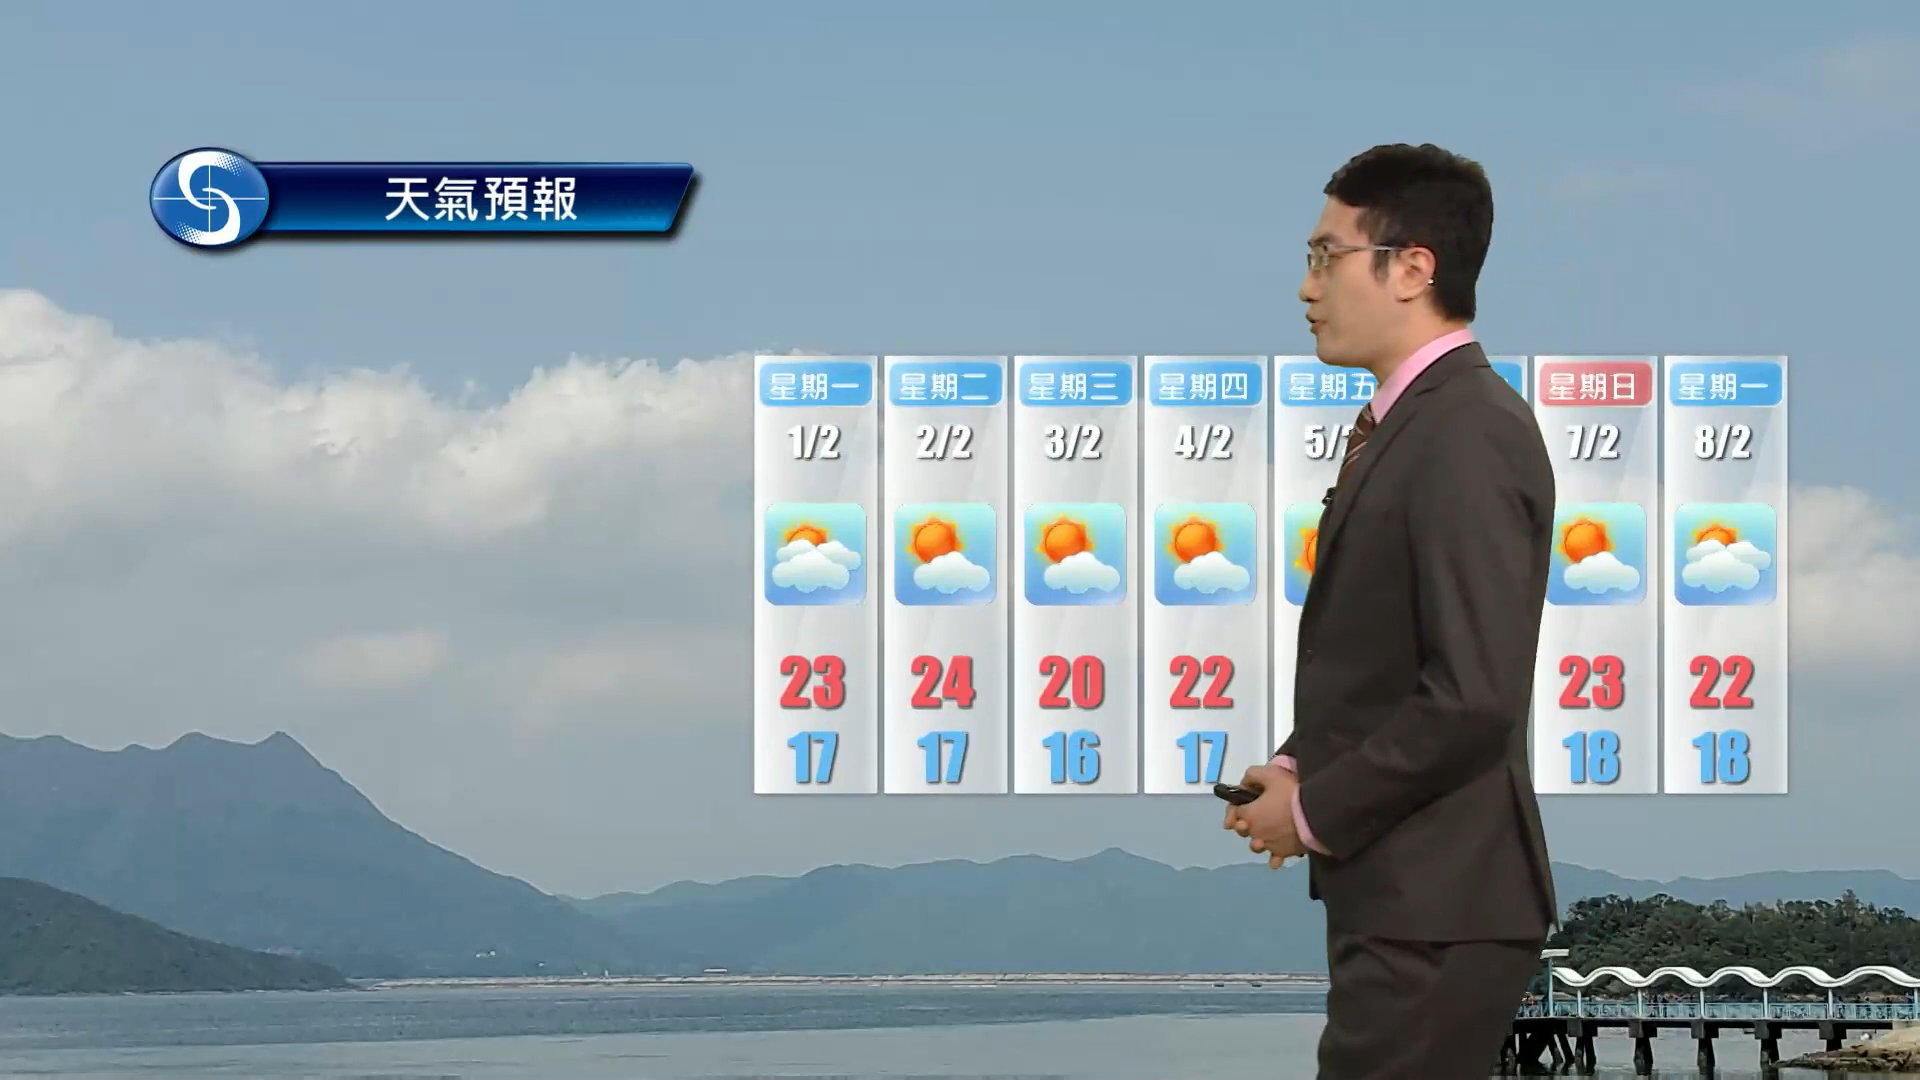 天氣預報
星期一 星期二 星期三 星期四 星期五 星期日 星期一
1/2 2/2 3/2 4/2 5/ 7/2 8/2
23 24 20 22 23 22
17 17 16 17 18 18